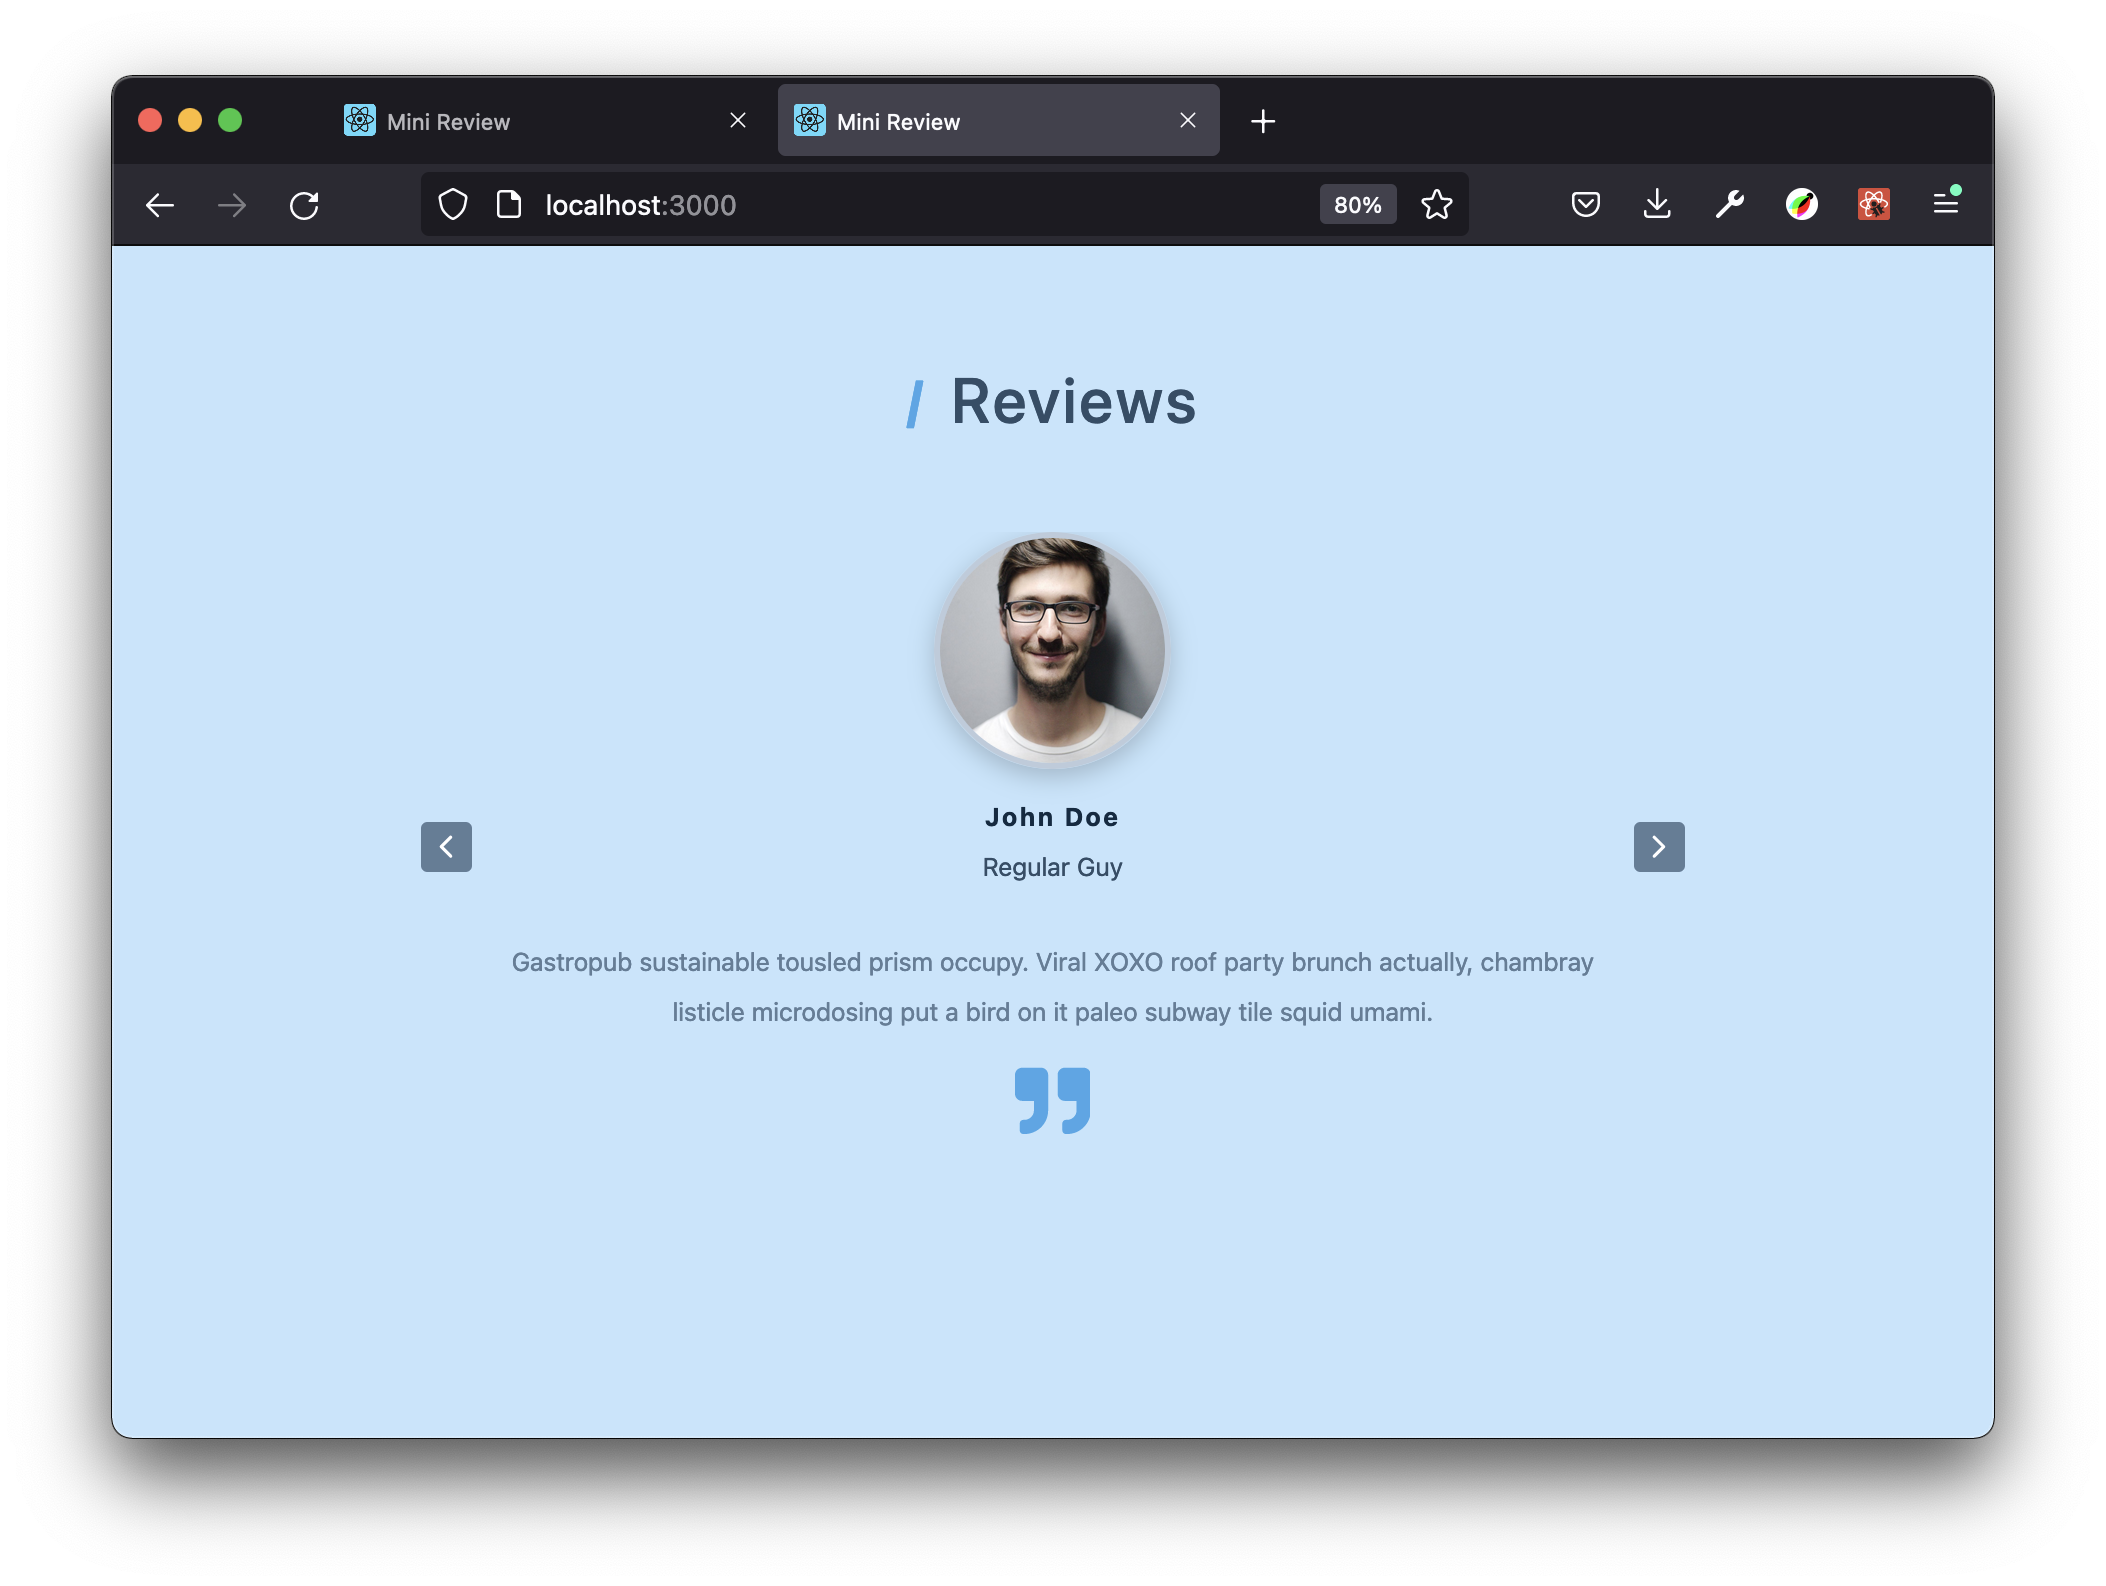 Mini Review
Mini Review
localhost:3000
80%
/ Reviews
John Doe
Regular Guy
Gastropub sustainable tousled prism occupy. Viral XOXO roof party brunch actually, chambray
listicle microdosing put a bird on it paleo subway tile squid umami.
”